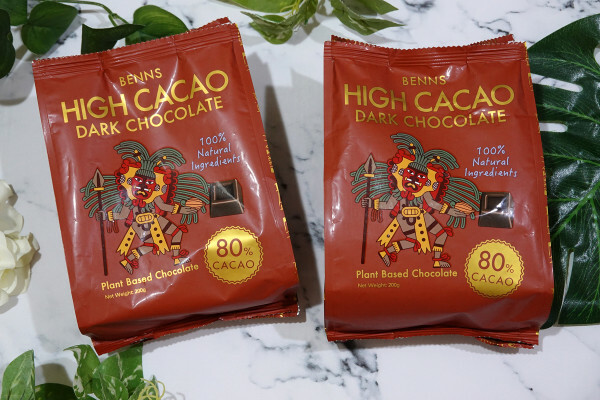 BENNS
HIGH CACAO
DARK CHOCOLATE
100%
Natural
Ingredients
80%
CACAO
Plant Based Chocolate
Net Weight: 200g
BENNS
HIGH CACAO
DARK CHOCOLATE
100%
Natural
Ingredients
80%
CACAO
Plant Based Chocolate
Net Weight: 200g